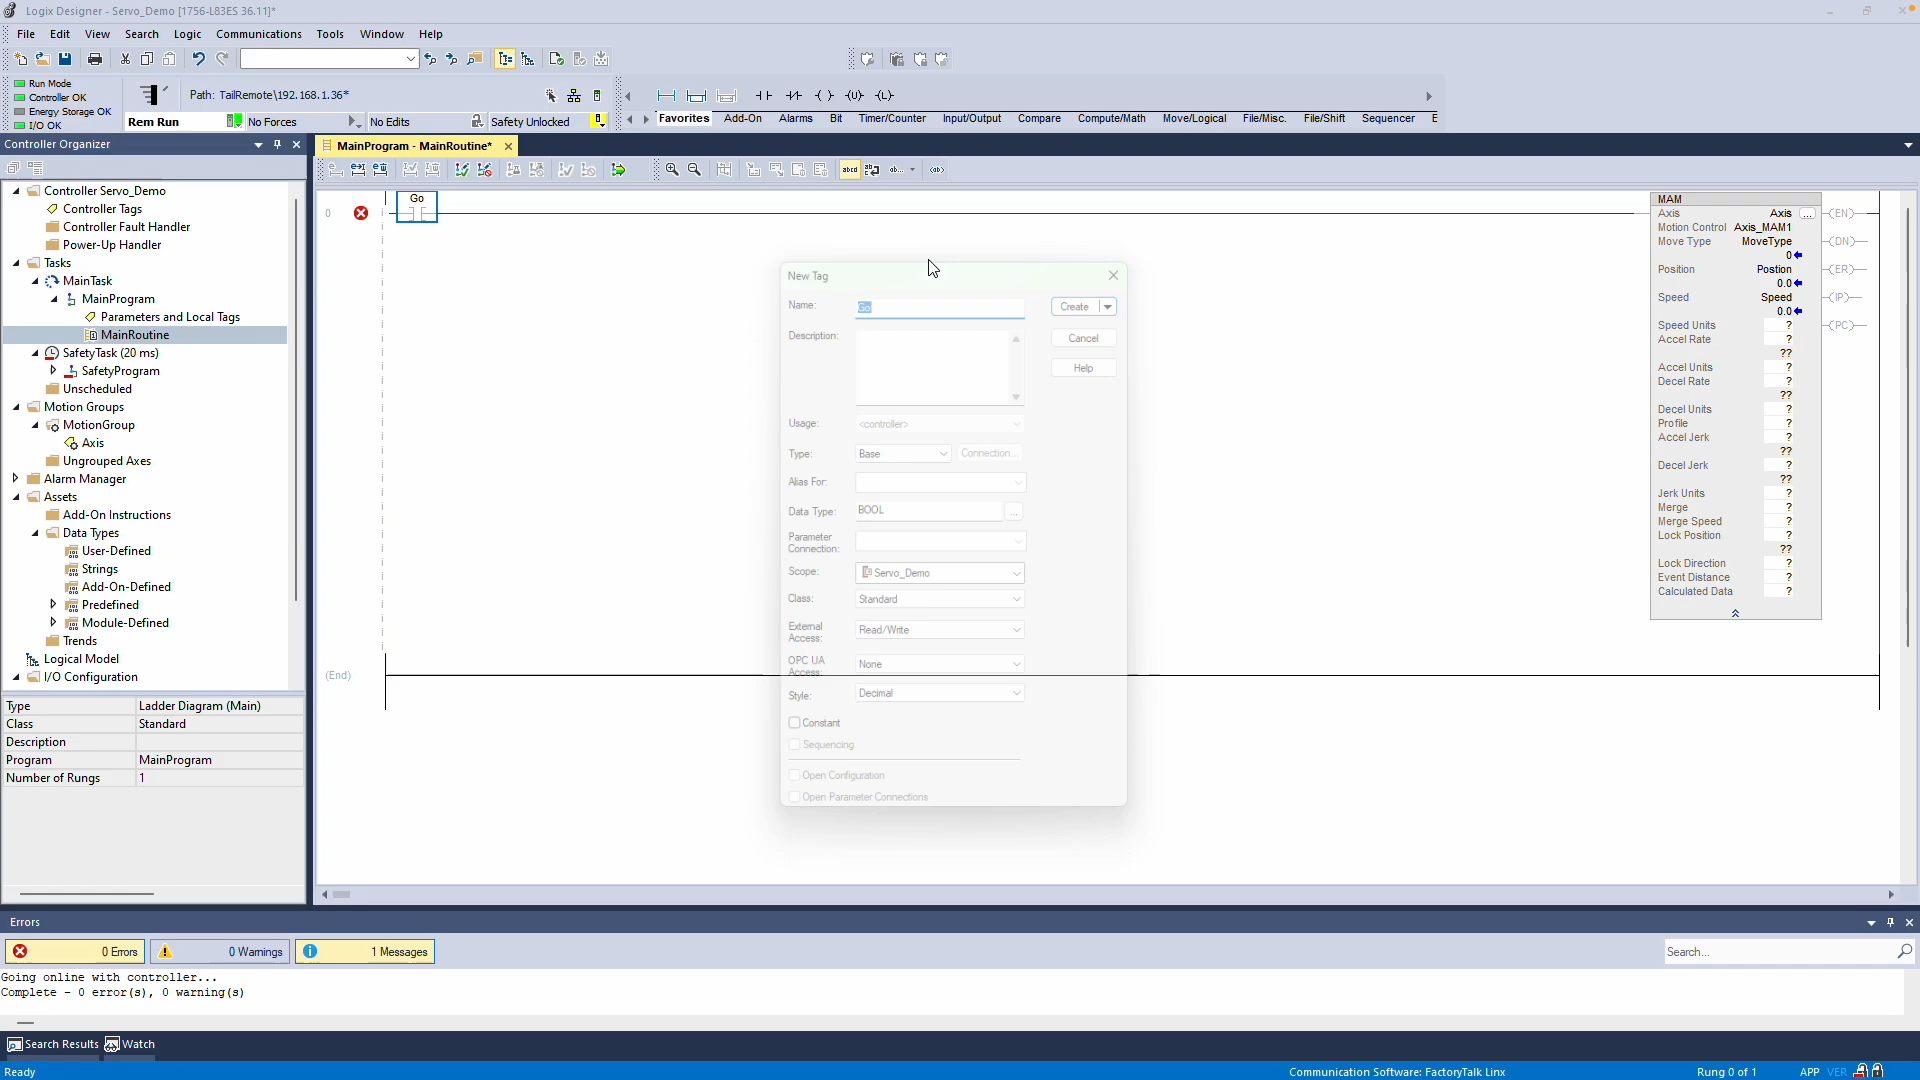 Logix Designer - Servo_Demo [1756-L83ES 36.11]*
File Edit View Search Logic Communications Tools Window Help
Run Mode
Controller OK
Energy Storage OK
I/O OK
Path: TailRemote\192.168.1.36*
Rem Run No Forces No Edits Safety Unlocked
Favorites Add-On Alarms Bit Timer/Counter Input/Output Compare Compute/Math Move/Logical File/Misc. File/Shift Sequencer E
Controller Organizer
MainProgram - MainRoutine*
Controller Servo_Demo
Controller Tags
Controller Fault Handler
Power-Up Handler
Tasks
MainTask
MainProgram
Parameters and Local Tags
MainRoutine
SafetyTask (20 ms)
SafetyProgram
Unscheduled
Motion Groups
MotionGroup
Axis
Ungrouped Axes
Alarm Manager
Assets
Add-On Instructions
Data Types
User-Defined
Strings
Add-On-Defined
Predefined
Module-Defined
Trends
Logical Model
I/O Configuration
Type Ladder Diagram (Main)
Class Standard
Description
Program MainProgram
Number of Rungs 1
0
Go
(End)
New Tag
Name: Go
Create
Description:
Cancel
Help
Usage: <controller>
Type: Base Connection...
Alias For:
Data Type: BOOL ...
Parameter
Connection:
Scope: Servo_Demo
Class: Standard
External
Access: Read/Write
OPC UA
Access: None
Style: Decimal
Constant
Sequencing
Open Configuration
Open Parameter Connections
MAM
Axis Axis ... EN
Motion Control Axis_MAM1
Move Type MoveType DN
0
Position Postion ER
0.0
Speed Speed IP
0.0
Speed Units ? PC
Accel Rate ?
??
Accel Units ?
Decel Rate ?
??
Decel Units ?
Profile ?
Accel Jerk ?
??
Decel Jerk ?
??
Jerk Units ?
Merge ?
Merge Speed ?
Lock Position ?
??
Lock Direction ?
Event Distance ?
Calculated Data ?
Errors
0 Errors 0 Warnings 1 Messages
Search...
Going online with controller...
Complete - 0 error(s), 0 warning(s)
Search Results Watch
Ready Communication Software: FactoryTalk Linx Rung 0 of 1 APP VER